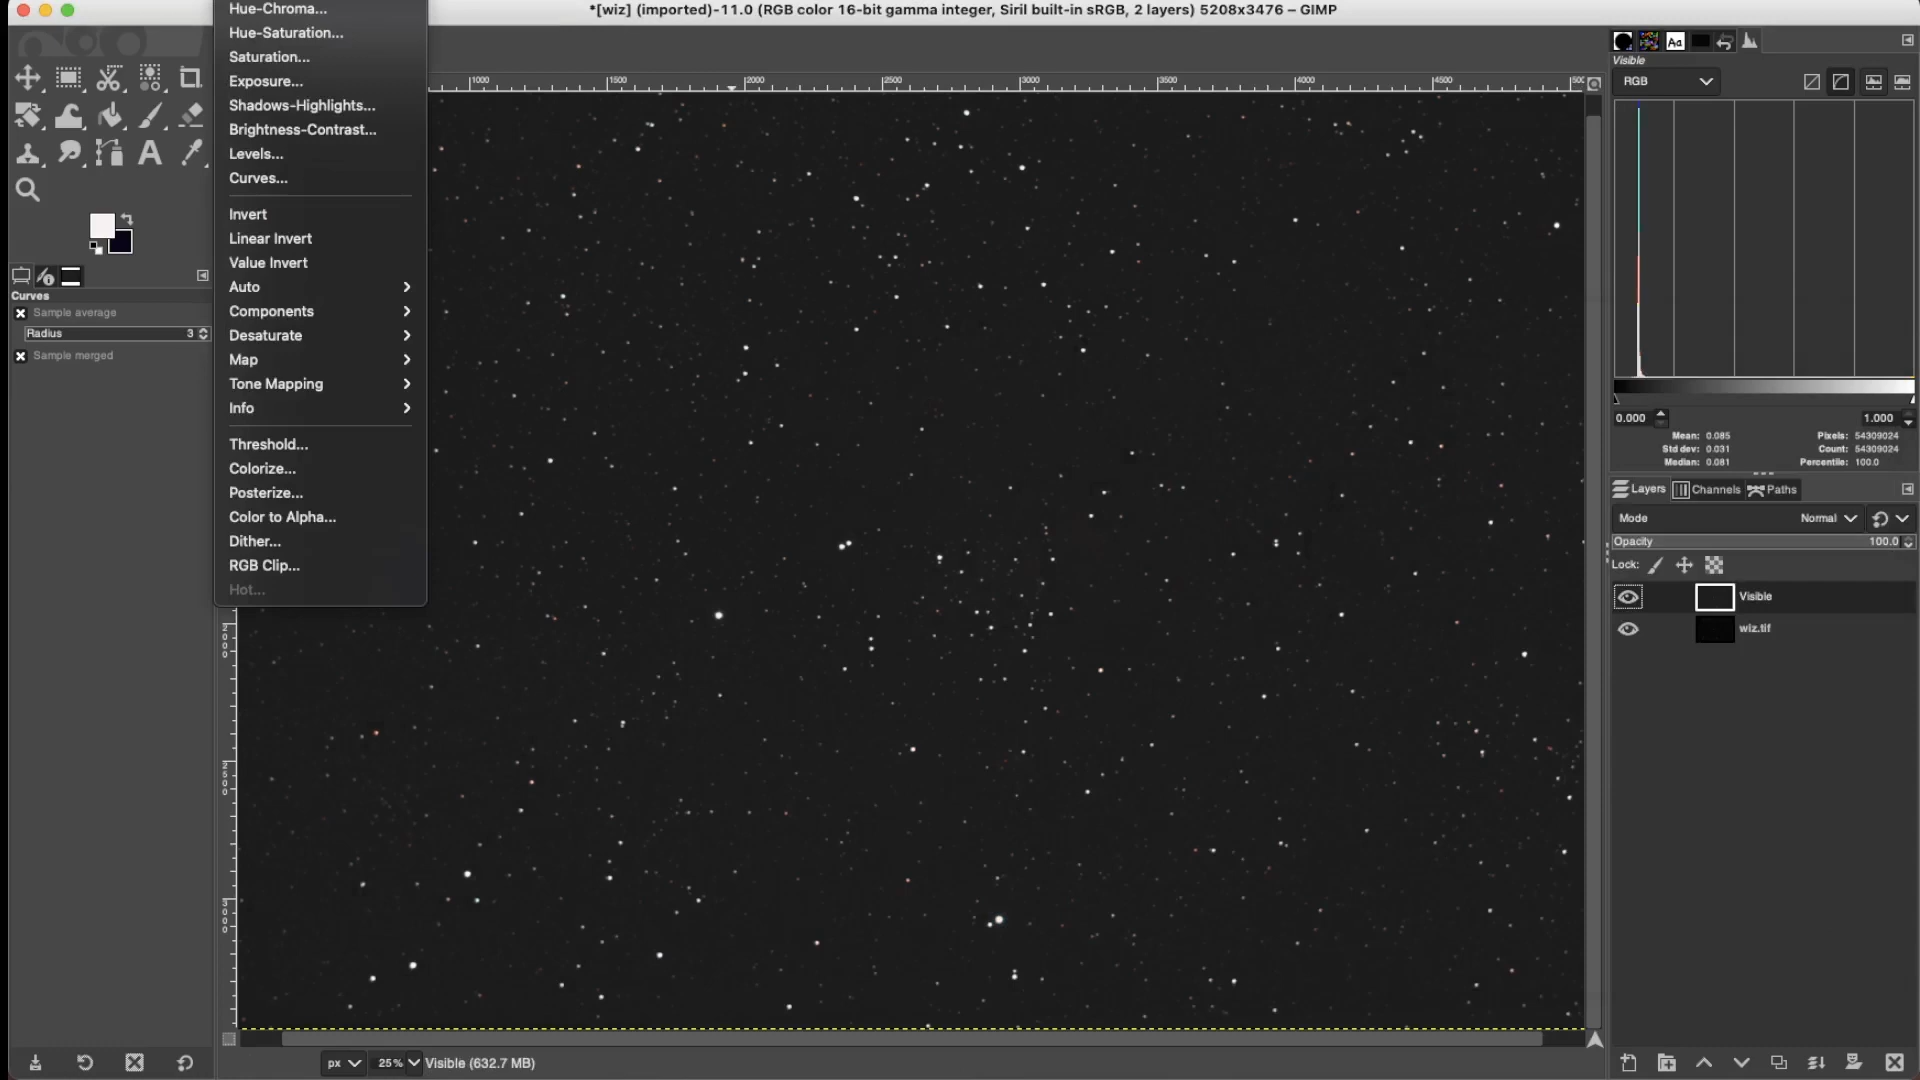 *[wiz] (imported)-11.0 (RGB color 16-bit gamma integer, Siril built-in sRGB, 2 layers) 5208x3476 – GIMP
Hue-Chroma...
Hue-Saturation...
Saturation...
Exposure...
Shadows-Highlights...
Brightness-Contrast...
Levels...
Curves...
Invert
Linear Invert
Value Invert
Auto
Components
Desaturate
Map
Tone Mapping
Info
Threshold...
Colorize...
Posterize...
Color to Alpha...
Dither...
RGB Clip...
Hot...
Curves
Sample average
Radius 3
Sample merged
1000 1500 2000 2500 3000 3500 4000 4500
2000
2500
3000
px 25% Visible (632.7 MB)
Aa
Visible
RGB
0.000 1.000
Mean: 0.085 Pixels: 54309024
Std dev: 0.031 Count: 54309024
Median: 0.081 Percentile: 100.0
Layers Channels Paths
Mode Normal
Opacity 100.0
Lock:
Visible
wiz.tif